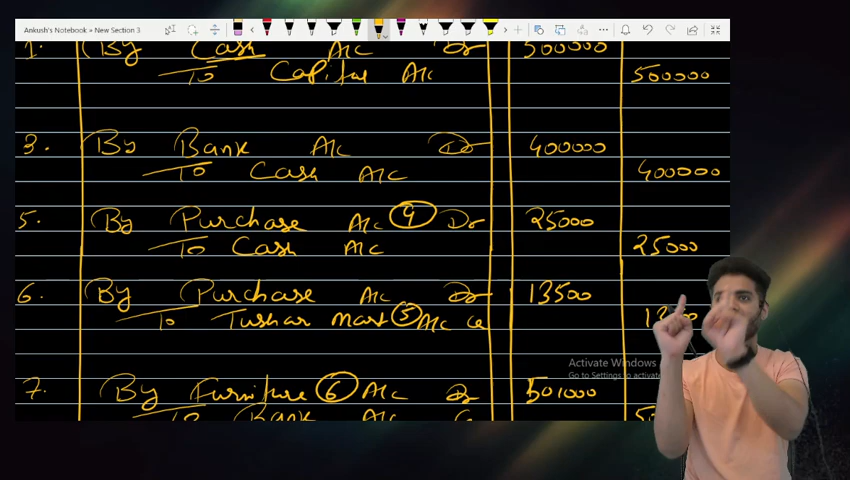 Ankush's Notebook » New Section 3
1. By Cash A/c Dr 500000
To Capital A/c 500000
3. By Bank A/c Dr 400000
To Cash A/c 400000
5. By Purchase A/c 4 Dr 25000
To Cash A/c 25000
6. By Purchase A/c Dr 13500
To Tushar Mart 5 A/c
7. By Furniture 6 A/c Dr
To Bank A/c
Activate Windows
Go to Settings to activate